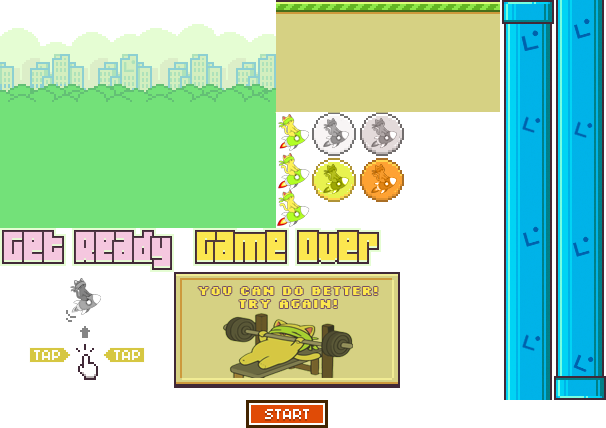 Get Ready
Game Over
YOU CAN DO BETTER!
TRY AGAIN!
TAP
TAP
START